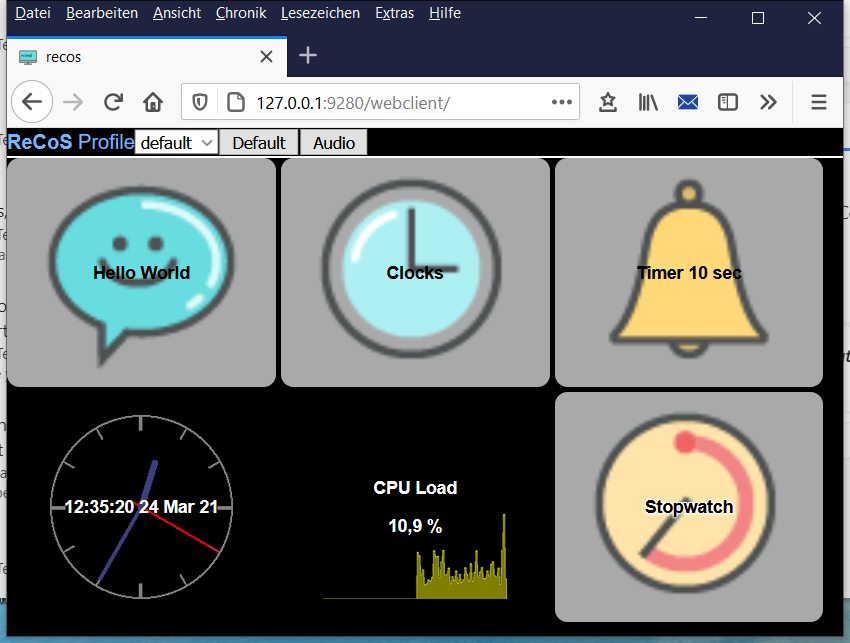 Datei Bearbeiten Ansicht Chronik Lesezeichen Extras Hilfe
recos
127.0.0.1:9280/webclient/
ReCoS Profile default Default Audio
Hello World
Clocks
Timer 10 sec
12:35:20 24 Mar 21
CPU Load
10,9 %
Stopwatch